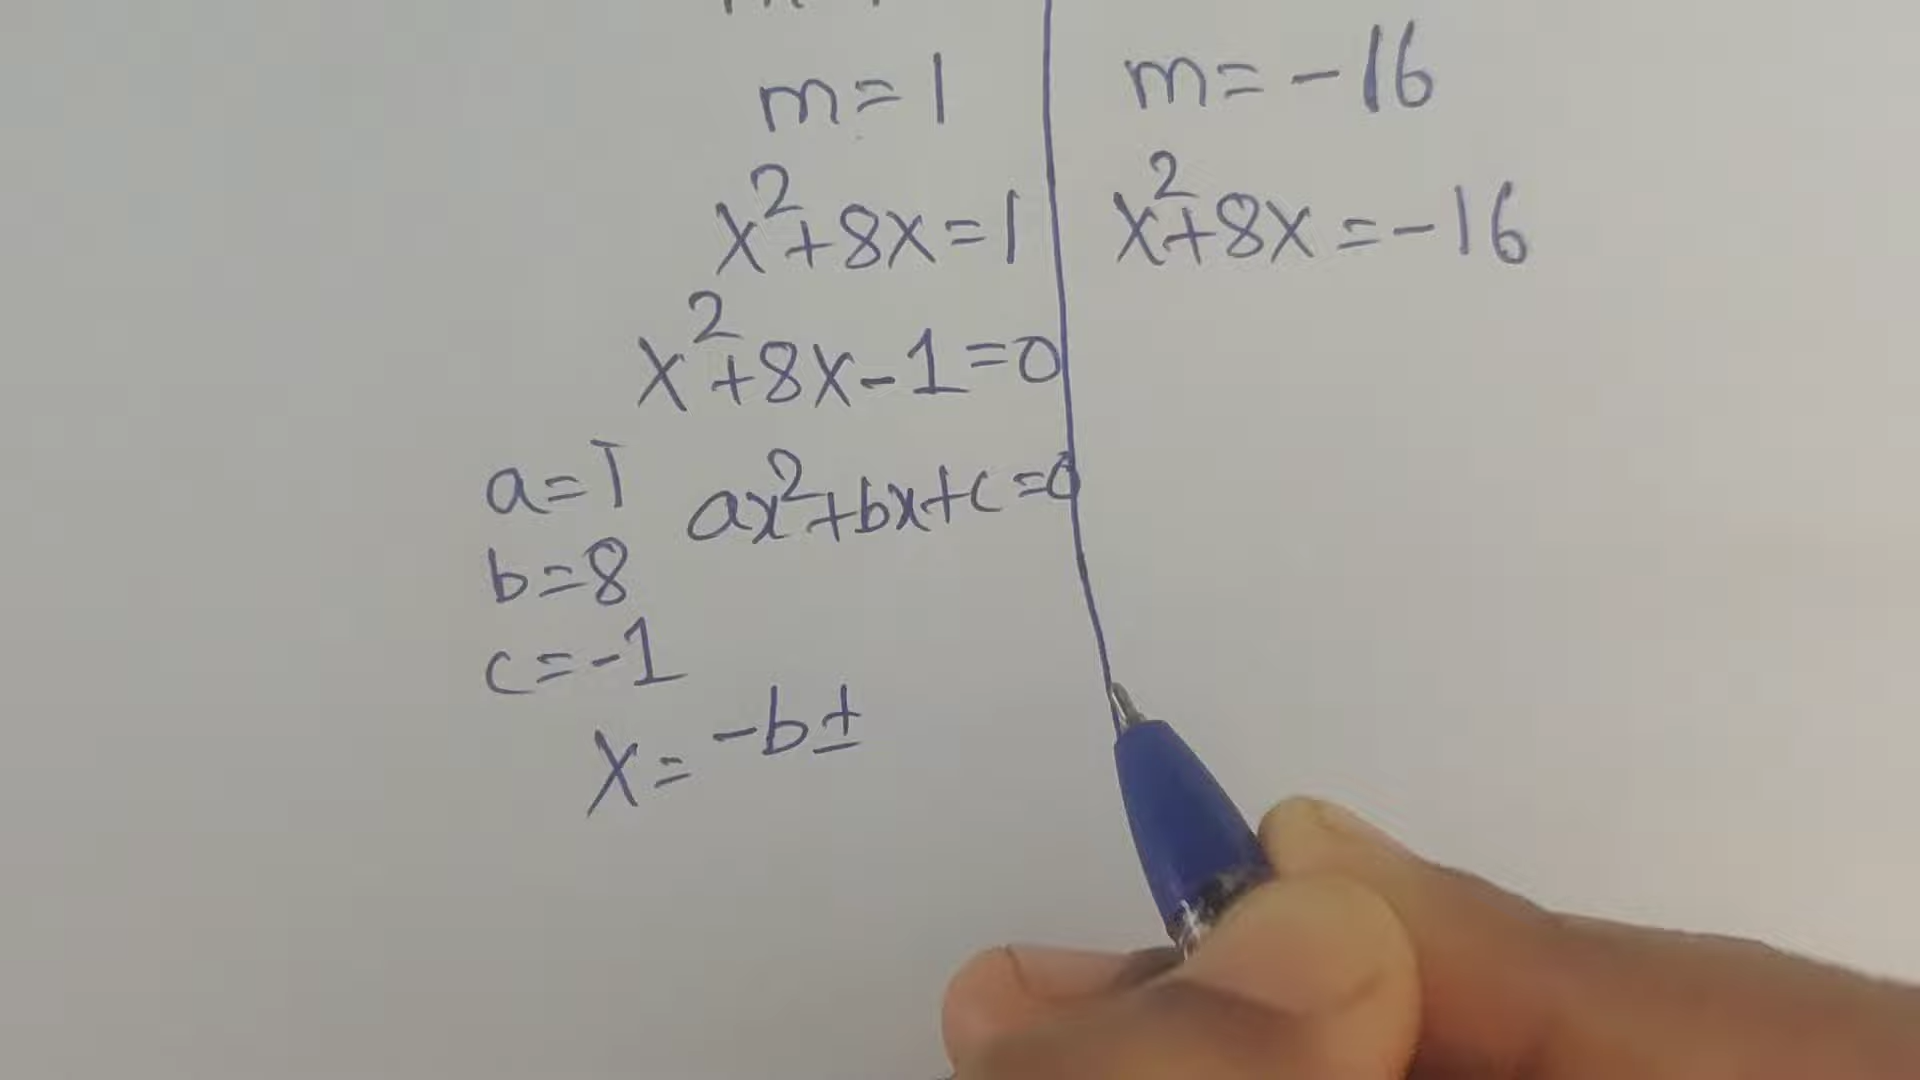 m=1
x²+8x=1
x²+8x-1=0
a=1 ax²+bx+c=0
b=8
c=-1
x= -b±
m=-16
x²+8x=-16